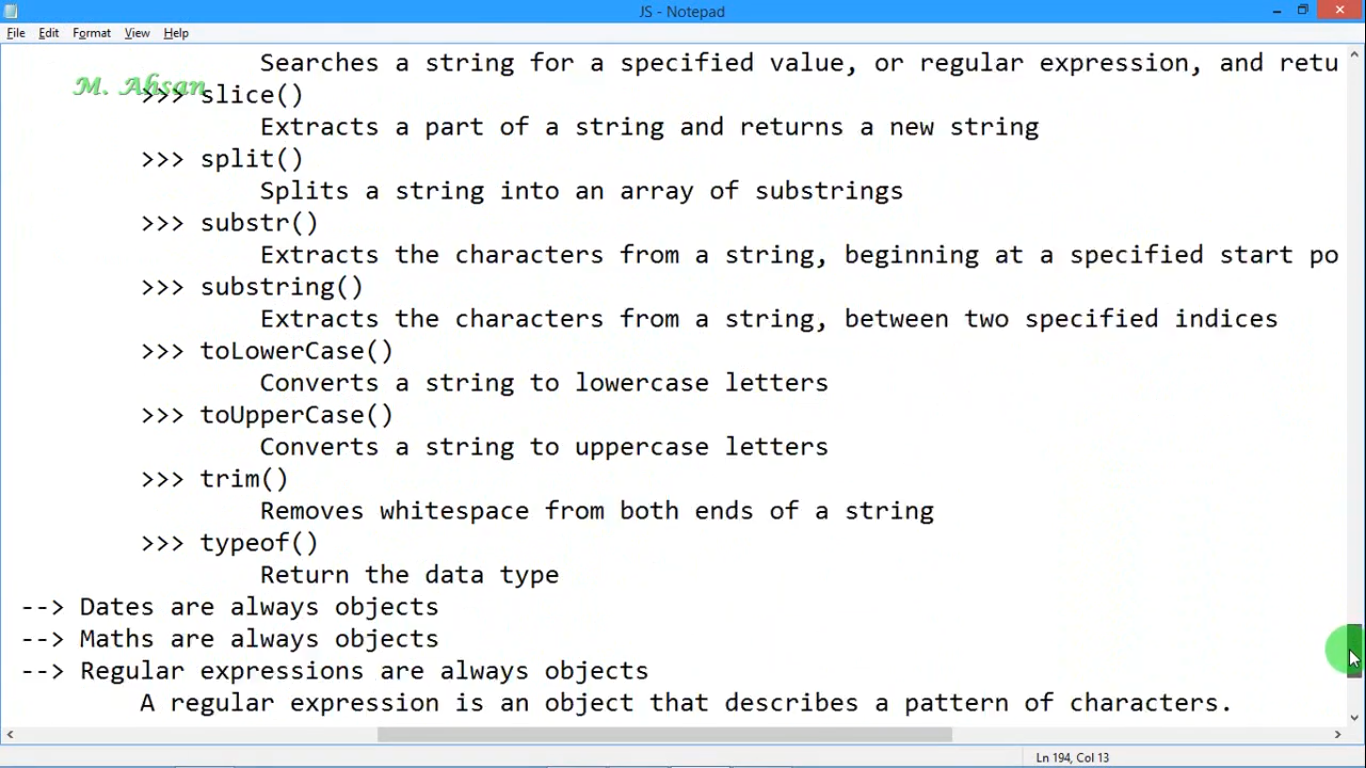 JS - Notepad
File Edit Format View Help
Searches a string for a specified value, or regular expression, and retu
M. Ahsan
>>> slice()
Extracts a part of a string and returns a new string
>>> split()
Splits a string into an array of substrings
>>> substr()
Extracts the characters from a string, beginning at a specified start po
>>> substring()
Extracts the characters from a string, between two specified indices
>>> toLowerCase()
Converts a string to lowercase letters
>>> toUpperCase()
Converts a string to uppercase letters
>>> trim()
Removes whitespace from both ends of a string
>>> typeof()
Return the data type
--> Dates are always objects
--> Maths are always objects
--> Regular expressions are always objects
A regular expression is an object that describes a pattern of characters.
Ln 194, Col 13